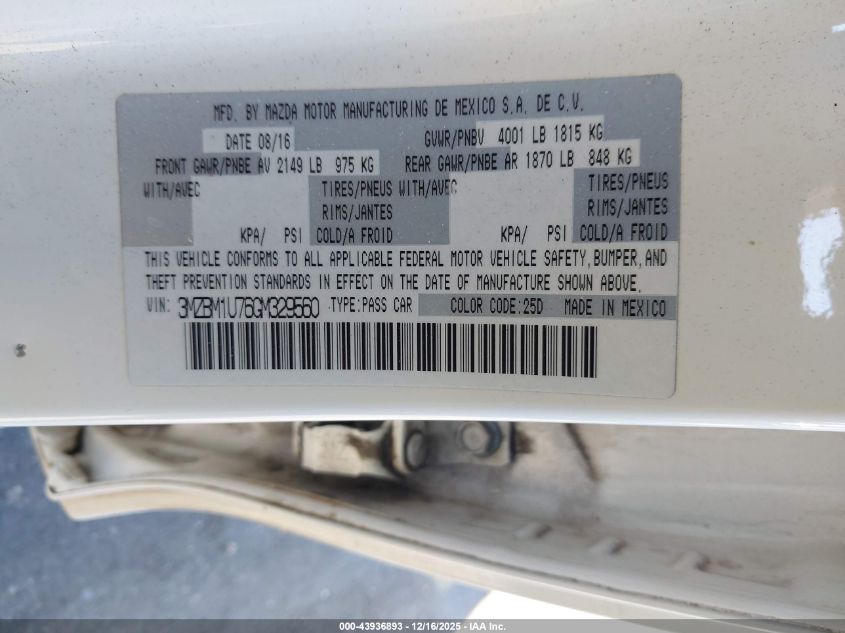 MFD. BY MAZDA MOTOR MANUFACTURING DE MEXICO S.A. DE C.V.
DATE 08/16 GVWR/PNBV 4001 LB 1815 KG
FRONT GAWR/PNBE AV 2149 LB 975 KG REAR GAWR/PNBE AR 1870 LB 848 KG
WITH/AVEC TIRES/PNEUS WITH/AVEC TIRES/PNEUS
RIMS/JANTES RIMS/JANTES
KPA/ PSI COLD/A FROID KPA/ PSI COLD/A FROID
THIS VEHICLE CONFORMS TO ALL APPLICABLE FEDERAL MOTOR VEHICLE SAFETY, BUMPER, AND
THEFT PREVENTION STANDARDS IN EFFECT ON THE DATE OF MANUFACTURE SHOWN ABOVE.
VIN: 3MZBM1U76GM329560 TYPE:PASS CAR COLOR CODE:25D MADE IN MEXICO
000-43936893 - 12/16/2025 - IAA Inc.